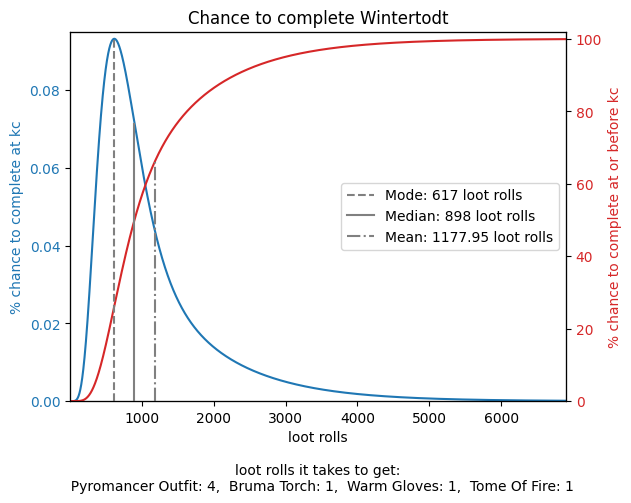 Chance to complete Wintertodt
% chance to complete at kc
0.00
0.02
0.04
0.06
0.08
0
20
40
60
80
100
% chance to complete at or before kc
Mode: 617 loot rolls
Median: 898 loot rolls
Mean: 1177.95 loot rolls
1000 2000 3000 4000 5000 6000
loot rolls
loot rolls it takes to get:
Pyromancer Outfit: 4,  Bruma Torch: 1,  Warm Gloves: 1,  Tome Of Fire: 1